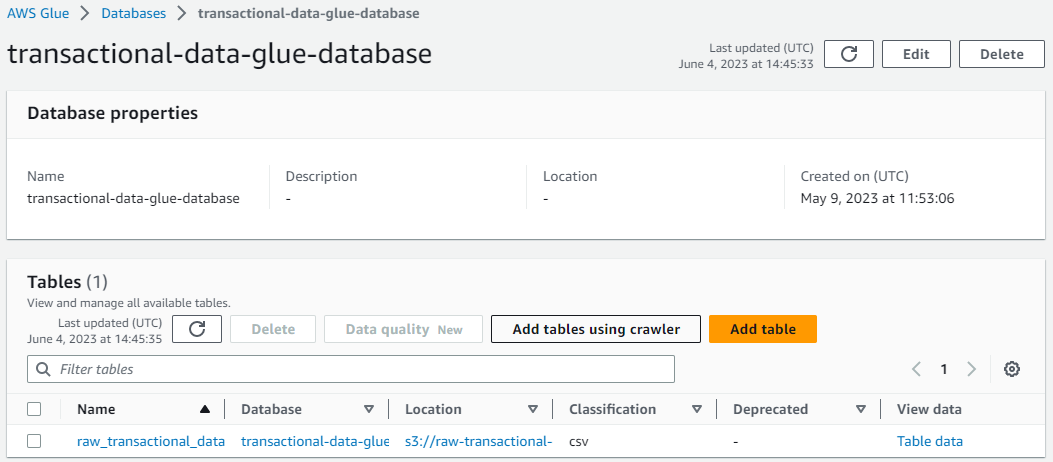 AWS Glue > Databases > transactional-data-glue-database
transactional-data-glue-database
Last updated (UTC)
June 4, 2023 at 14:45:33
Edit
Delete
Database properties
Name
transactional-data-glue-database
Description
-
Location
-
Created on (UTC)
May 9, 2023 at 11:53:06
Tables (1)
View and manage all available tables.
Last updated (UTC)
June 4, 2023 at 14:45:35
Delete
Data quality New
Add tables using crawler
Add table
Filter tables
< 1 >
Name Database Location Classification Deprecated View data
raw_transactional_data transactional-data-glue s3://raw-transactional- csv - Table data